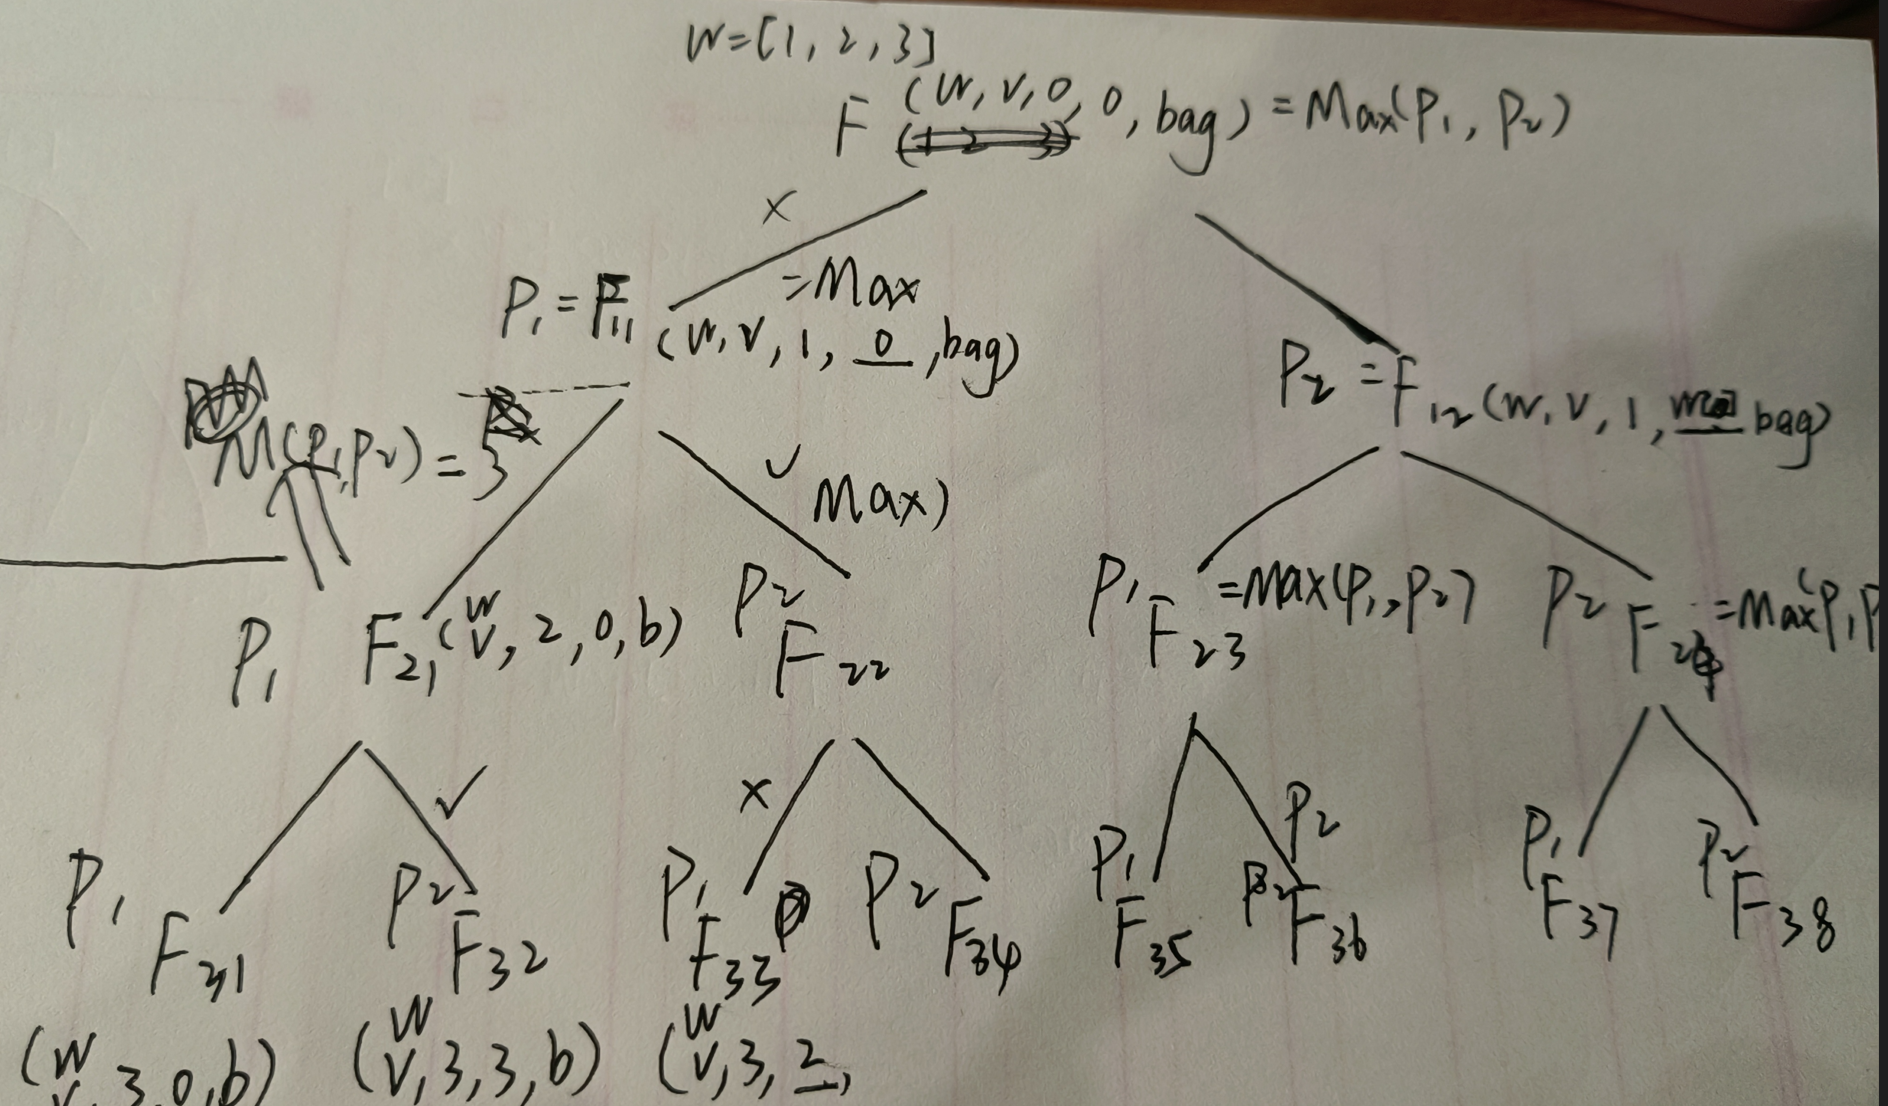 W=[1,2,3]
F (W,V,0,0,bag) = Max(P1, P2)
x
P1 = F11 = Max
(W,V,1,0,bag)
P2 = F12 (W,V,1, bag)
M(P1,P2) = 3
✓ Max)
P1 F21 (W V,2,0,b) P2 F22 P1 F23 =Max(P1,P2) P2 F24 =Max(P1P
✓ x
P1 F31 P2 F32 P1 F33 P2 F34 P1 F35 P2 F36 P1 F37 P2 F38
(W V,3,0,b) (W V,3,3,b) (W V,3,2,